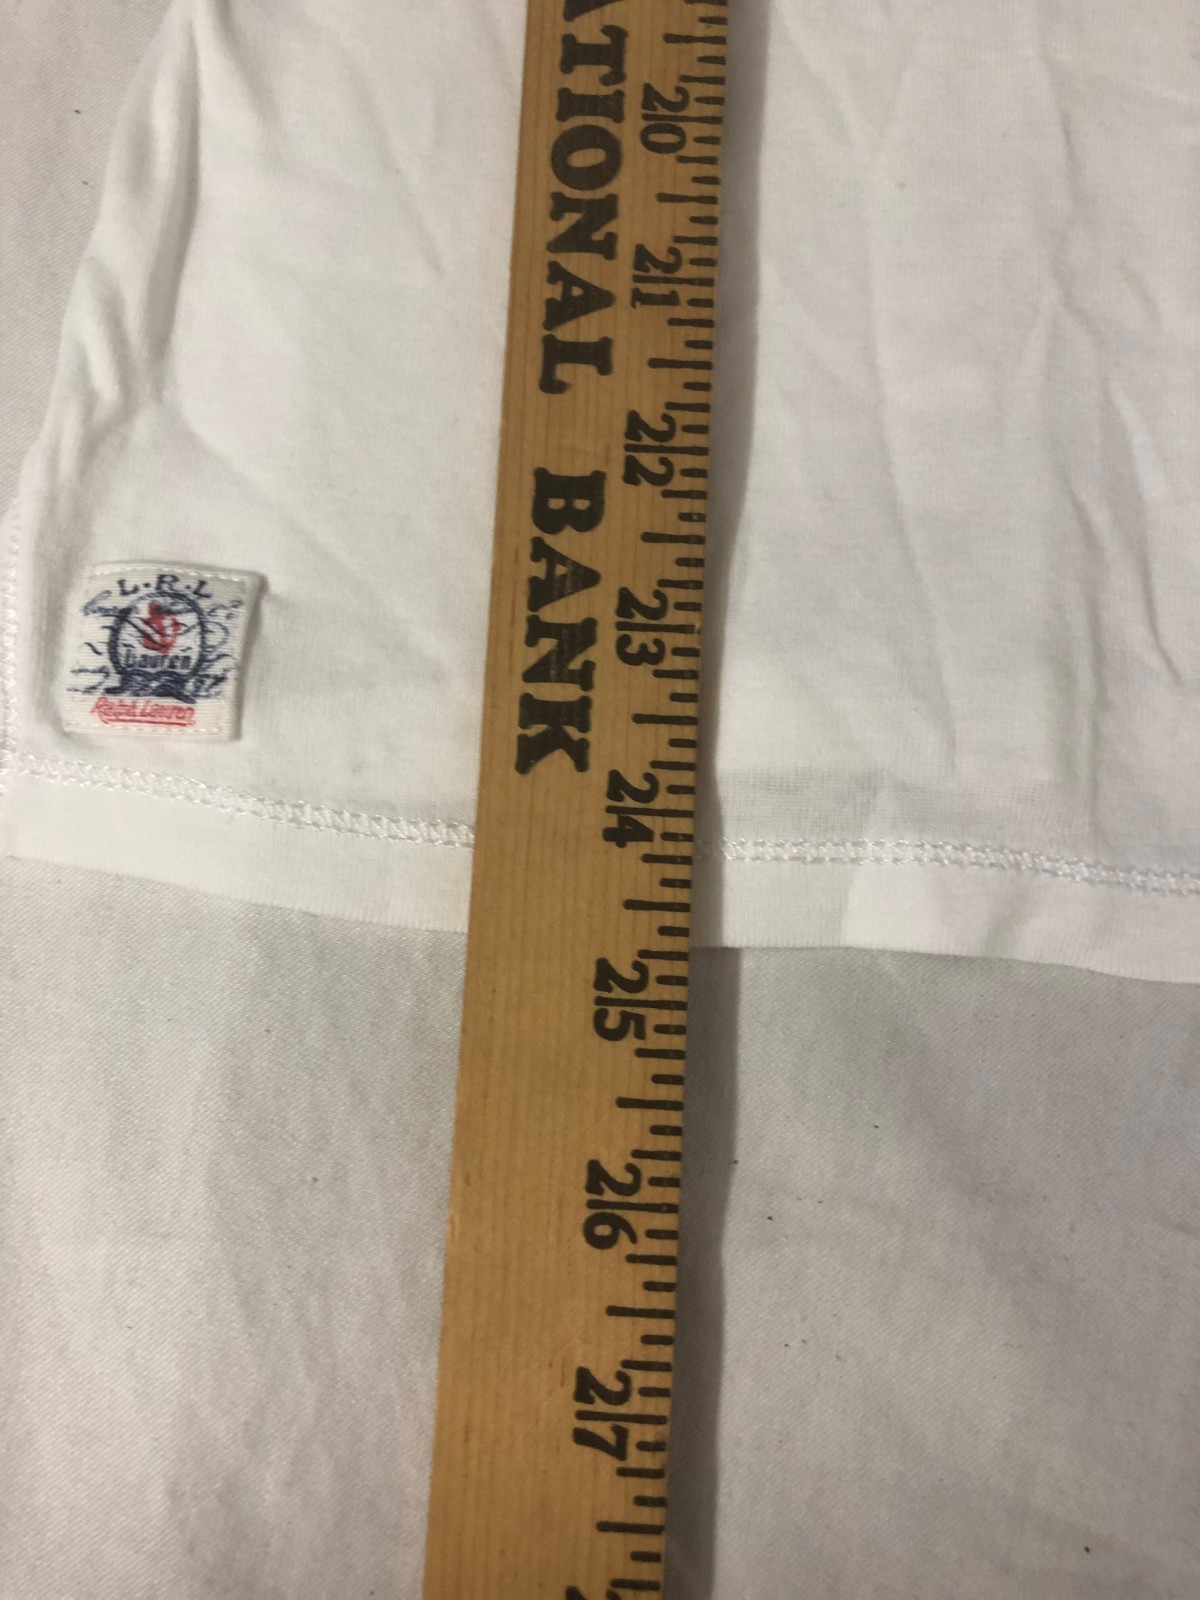 ATIONAL BANK
20
21
22
23
24
25
26
27
L.R.L
Lauren
Ralph Lauren